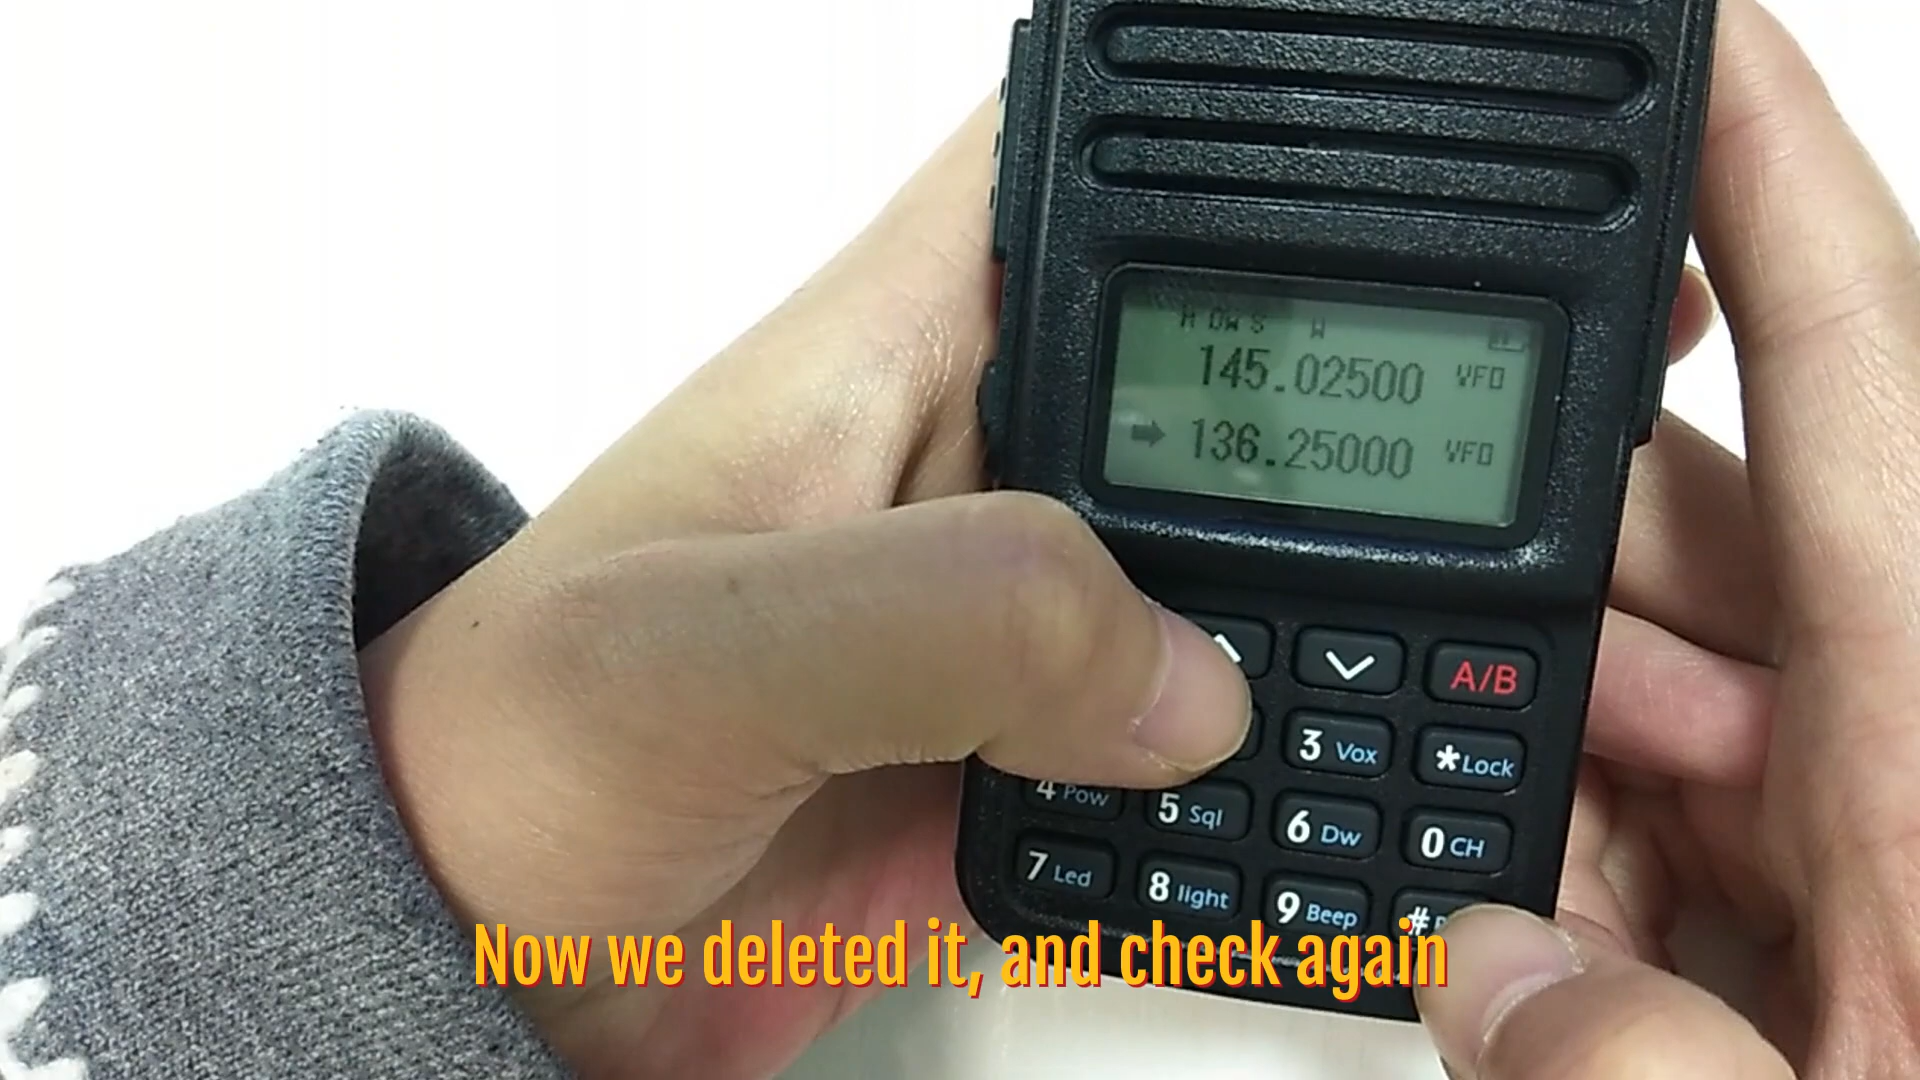 A DW S W
145.02500 VFO
136.25000 VFO
A/B
3 Vox
*Lock
4 Pow
5 Sql
6 Dw
0 CH
7 Led
8 light
9 Beep
#
Now we deleted it, and check again